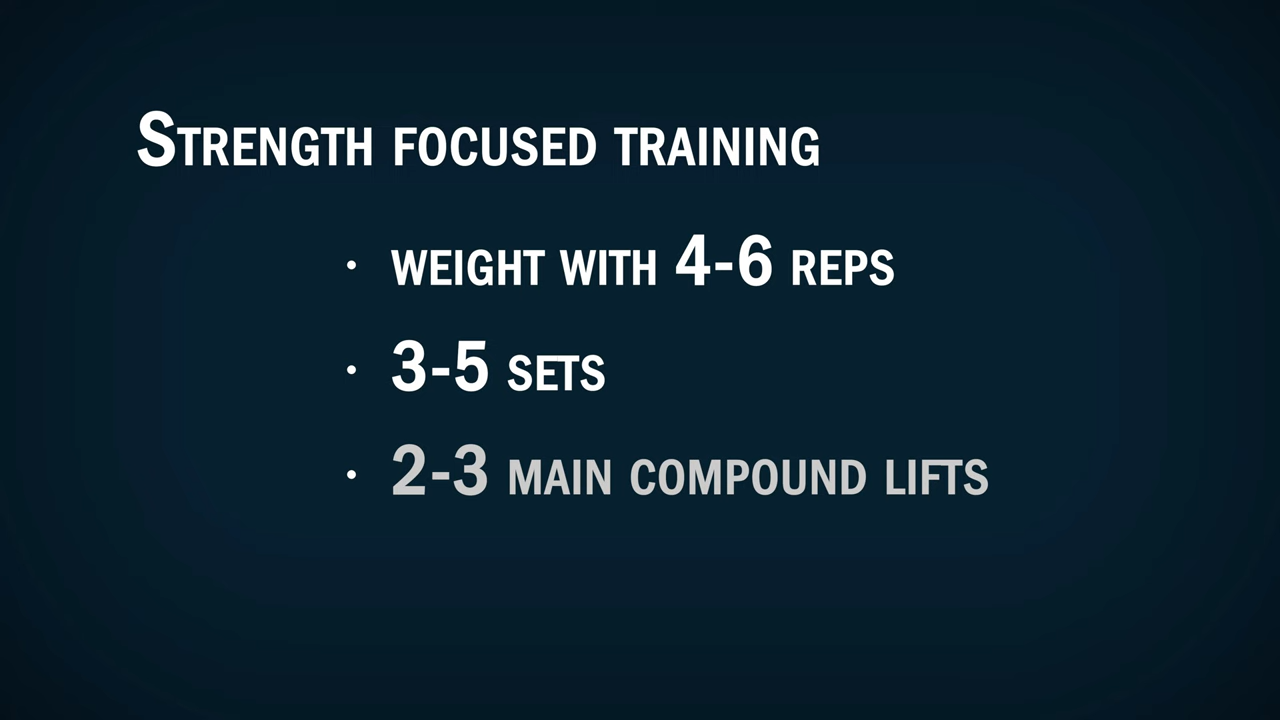 Strength focused training
· weight with 4-6 reps
· 3-5 sets
· 2-3 main compound lifts